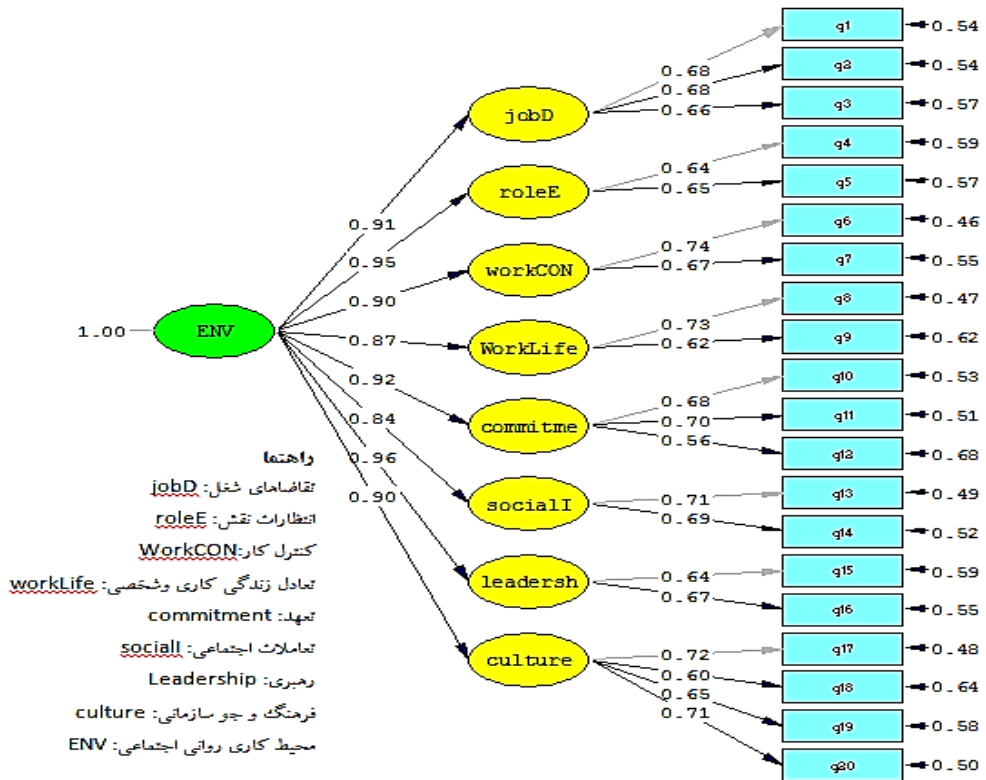 q1 0.54
0.68
q2 0.54
0.68
jobD
0.66
q3 0.57
q4 0.59
0.64
roleE
0.65
q5 0.57
0.91
q6 0.46
0.74
0.95
workCON
0.67
q7 0.55
0.90
q8 0.47
0.73
1.00 ENV
0.87
WorkLife
0.62
q9 0.62
0.92
q10 0.53
0.68
0.84
commitme
0.70
q11 0.51
0.56
q12 0.68
0.96
0.90
socialI
0.71
q13 0.49
0.69
q14 0.52
leadersh
0.64
q15 0.59
0.67
q16 0.55
culture
0.72
q17 0.48
0.60
q18 0.64
0.65
q19 0.58
0.71
q20 0.50
راهنما
تقاضاهای شغل: jobD
انتظارات نقش: roleE
کنترل کار:WorkCON
تعادل زندگی کاری وشخصی: workLife
تعهد: commitment
تعاملات اجتماعی: socialI
رهبری: Leadership
فرهنگ و جو سازمانی: culture
محیط کاری روانی اجتماعی: ENV